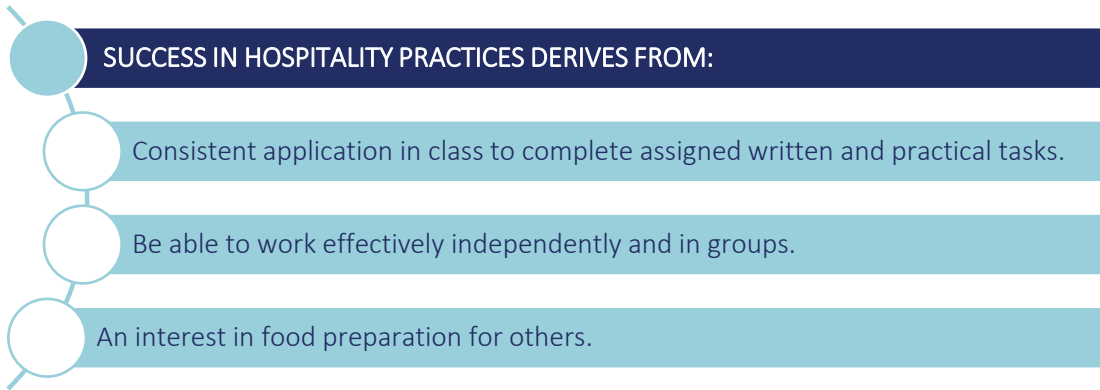 SUCCESS IN HOSPITALITY PRACTICES DERIVES FROM:
Consistent application in class to complete assigned written and practical tasks.
Be able to work effectively independently and in groups.
An interest in food preparation for others.